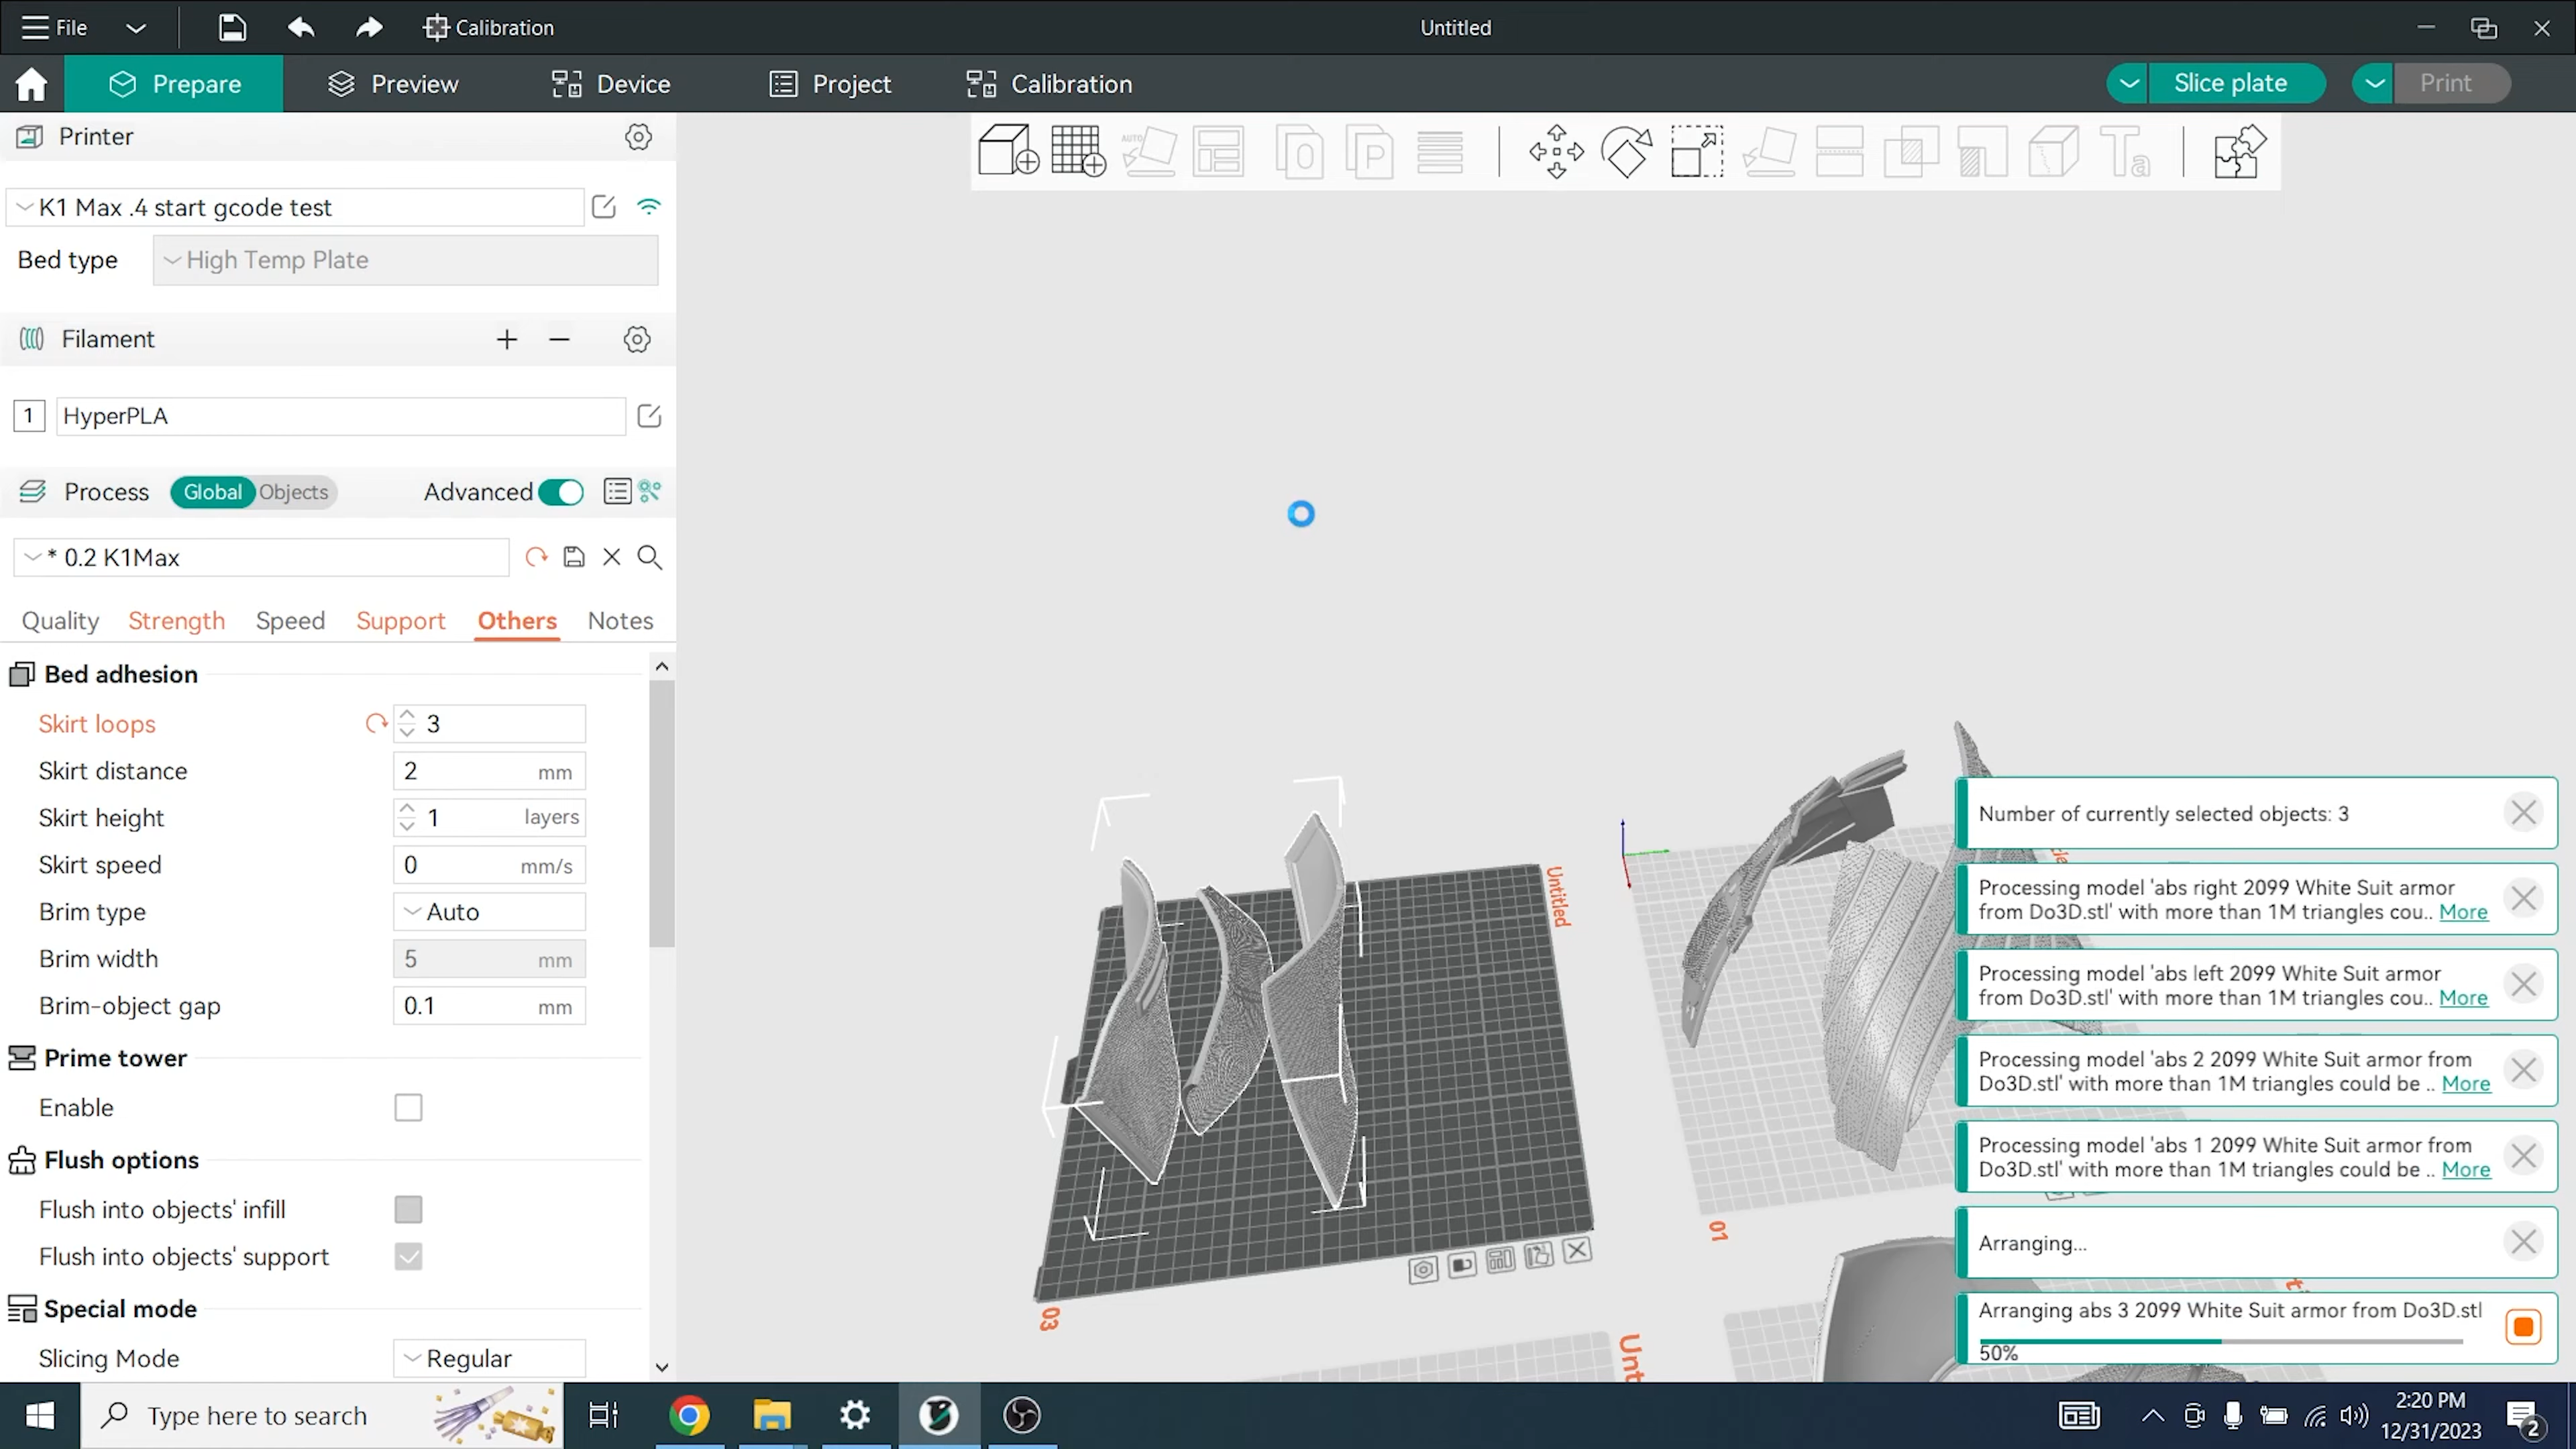 File
Calibration
Untitled
Prepare
Preview
Device
Project
Calibration
Slice plate
Print
Printer
K1 Max .4 start gcode test
Bed type
High Temp Plate
Filament
1
HyperPLA
Process
Global
Objects
Advanced
* 0.2 K1Max
Quality
Strength
Speed
Support
Others
Notes
Bed adhesion
Skirt loops
3
Skirt distance
2 mm
Skirt height
1 layers
Skirt speed
0 mm/s
Brim type
Auto
Brim width
5 mm
Brim-object gap
0.1 mm
Prime tower
Enable
Flush options
Flush into objects' infill
Flush into objects' support
Special mode
Slicing Mode
Regular
AUTO
O
P
Ta
Untitled
03
01
Unt
Number of currently selected objects: 3
Processing model 'abs right 2099 White Suit armor
from Do3D.stl' with more than 1M triangles cou.. More
Processing model 'abs left 2099 White Suit armor
from Do3D.stl' with more than 1M triangles cou.. More
Processing model 'abs 2 2099 White Suit armor from
Do3D.stl' with more than 1M triangles could be .. More
Processing model 'abs 1 2099 White Suit armor from
Do3D.stl' with more than 1M triangles could be .. More
Arranging...
Arranging abs 3 2099 White Suit armor from Do3D.stl
50%
Type here to search
2:20 PM
12/31/2023
2